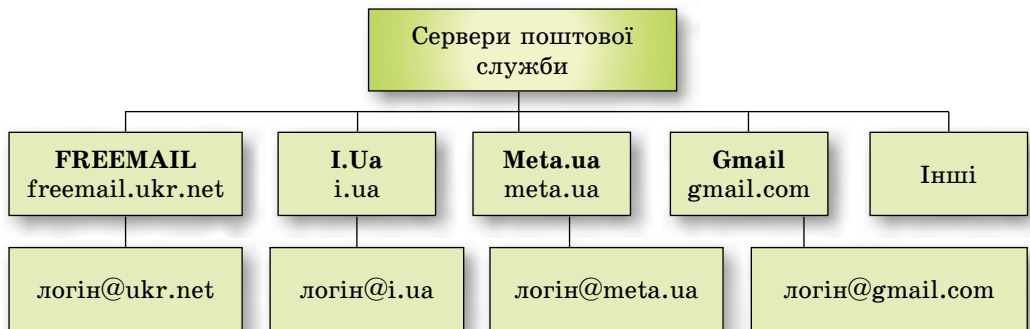 Сервери поштової
служби
FREEMAIL
freemail.ukr.net
I.Ua
i.ua
Meta.ua
meta.ua
Gmail
gmail.com
Інші
логін@ukr.net
логін@i.ua
логін@meta.ua
логін@gmail.com